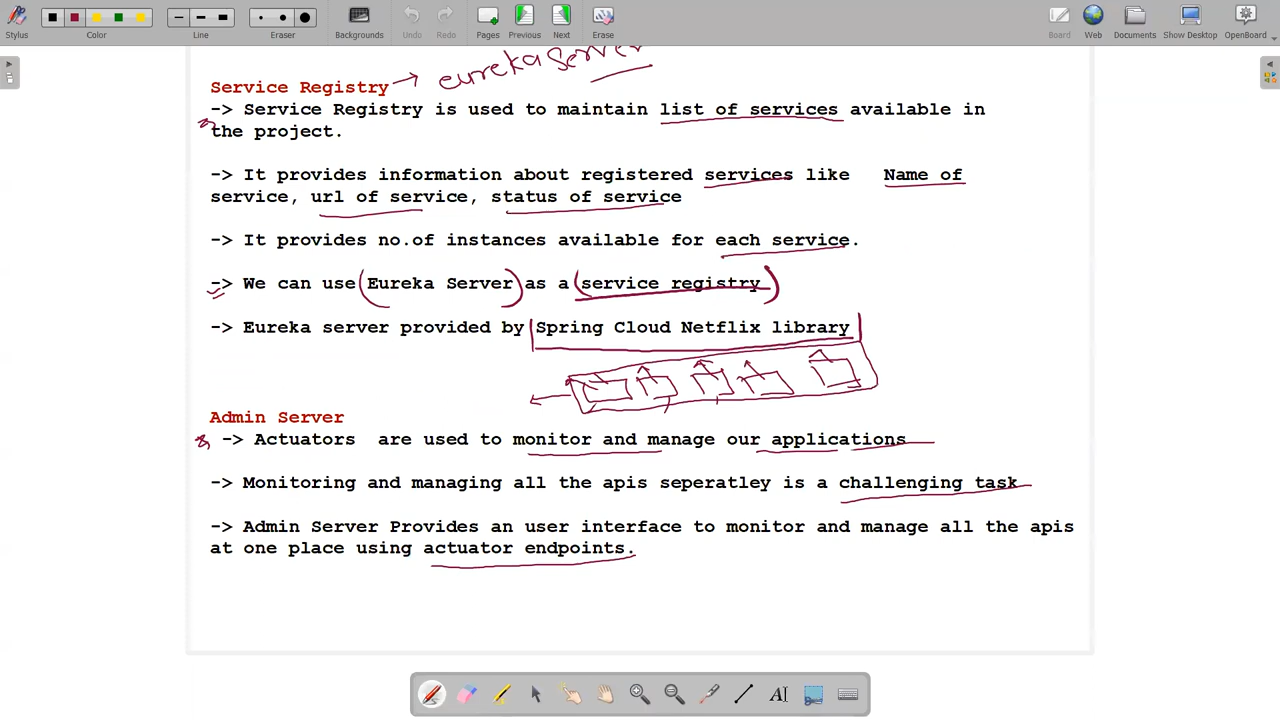 Stylus
Color
Line
Eraser
Backgrounds
Undo
Redo
Pages
Previous
Next
Erase
Board
Web
Documents
Show Desktop
OpenBoard
eurekaServer
Service Registry
-> Service Registry is used to maintain list of services available in
the project.
-> It provides information about registered services like Name of
service, url of service, status of service
-> It provides no.of instances available for each service.
-> We can use Eureka Server as a service registry
-> Eureka server provided by Spring Cloud Netflix library
Admin Server
-> Actuators are used to monitor and manage our applications
-> Monitoring and managing all the apis seperatley is a challenging task
-> Admin Server Provides an user interface to monitor and manage all the apis
at one place using actuator endpoints.